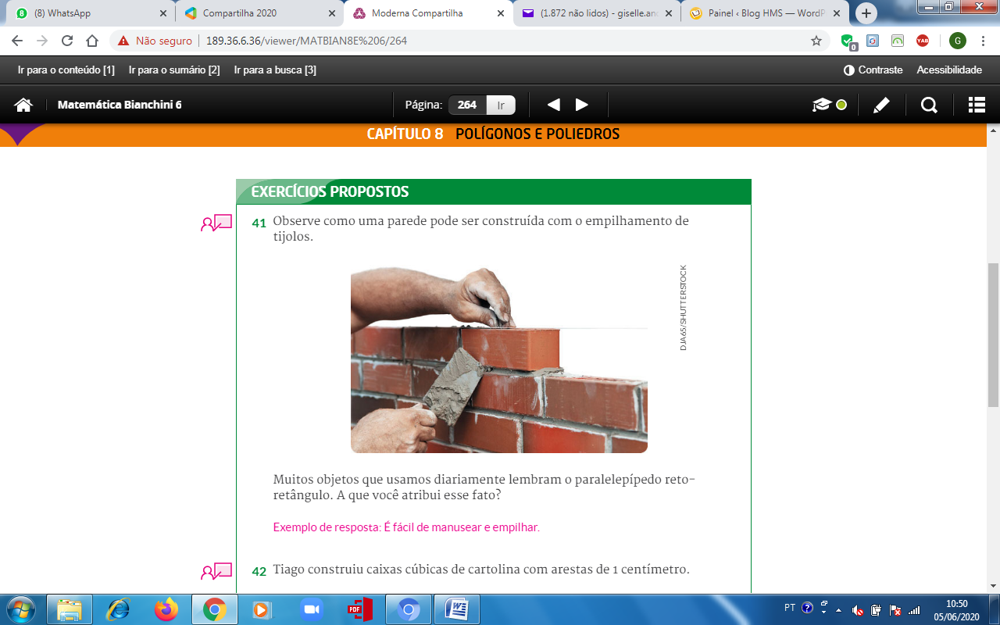 (8) WhatsApp
Compartilha 2020
Moderna Compartilha
(1.872 não lidos) - giselle.and
Painel ‹ Blog HMS — WordP
Não seguro
189.36.6.36/viewer/MATBIAN8E%206/264
0
YAB
G
Ir para o conteúdo [1]
Ir para o sumário [2]
Ir para a busca [3]
Contraste
Acessibilidade
Matemática Bianchini 6
Página:
264
Ir
CAPÍTULO 8 POLÍGONOS E POLIEDROS
EXERCÍCIOS PROPOSTOS
41 Observe como uma parede pode ser construída com o empilhamento de
tijolos.
DJA65/SHUTTERSTOCK
Muitos objetos que usamos diariamente lembram o paralelepípedo reto-
retângulo. A que você atribui esse fato?
Exemplo de resposta: É fácil de manusear e empilhar.
42 Tiago construiu caixas cúbicas de cartolina com arestas de 1 centímetro.
PDF
PT
10:50
05/06/2020